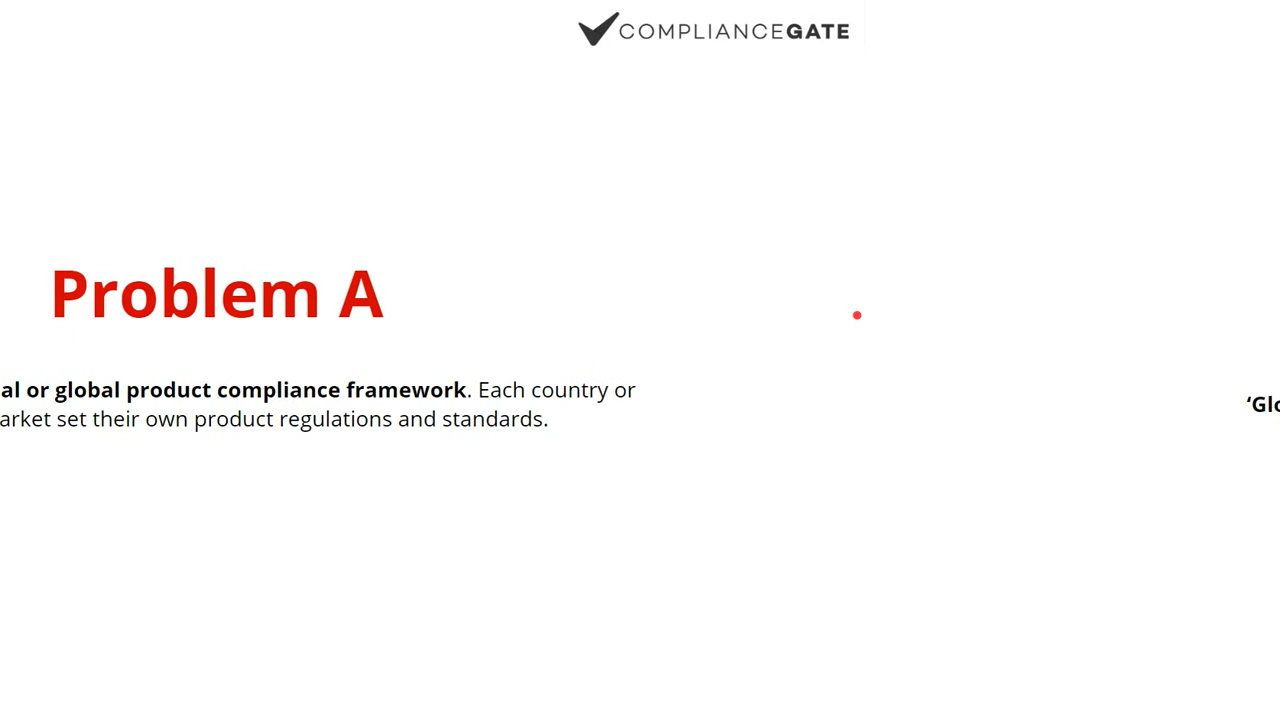 COMPLIANCEGATE
Problem A
al or global product compliance framework. Each country or
arket set their own product regulations and standards.
‘Glo